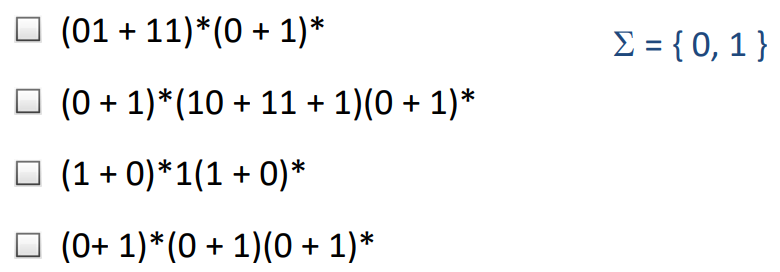 (01 + 11)*(0 + 1)*
Σ = { 0, 1 }
(0 + 1)*(10 + 11 + 1)(0 + 1)*
(1 + 0)*1(1 + 0)*
(0+ 1)*(0 + 1)(0 + 1)*